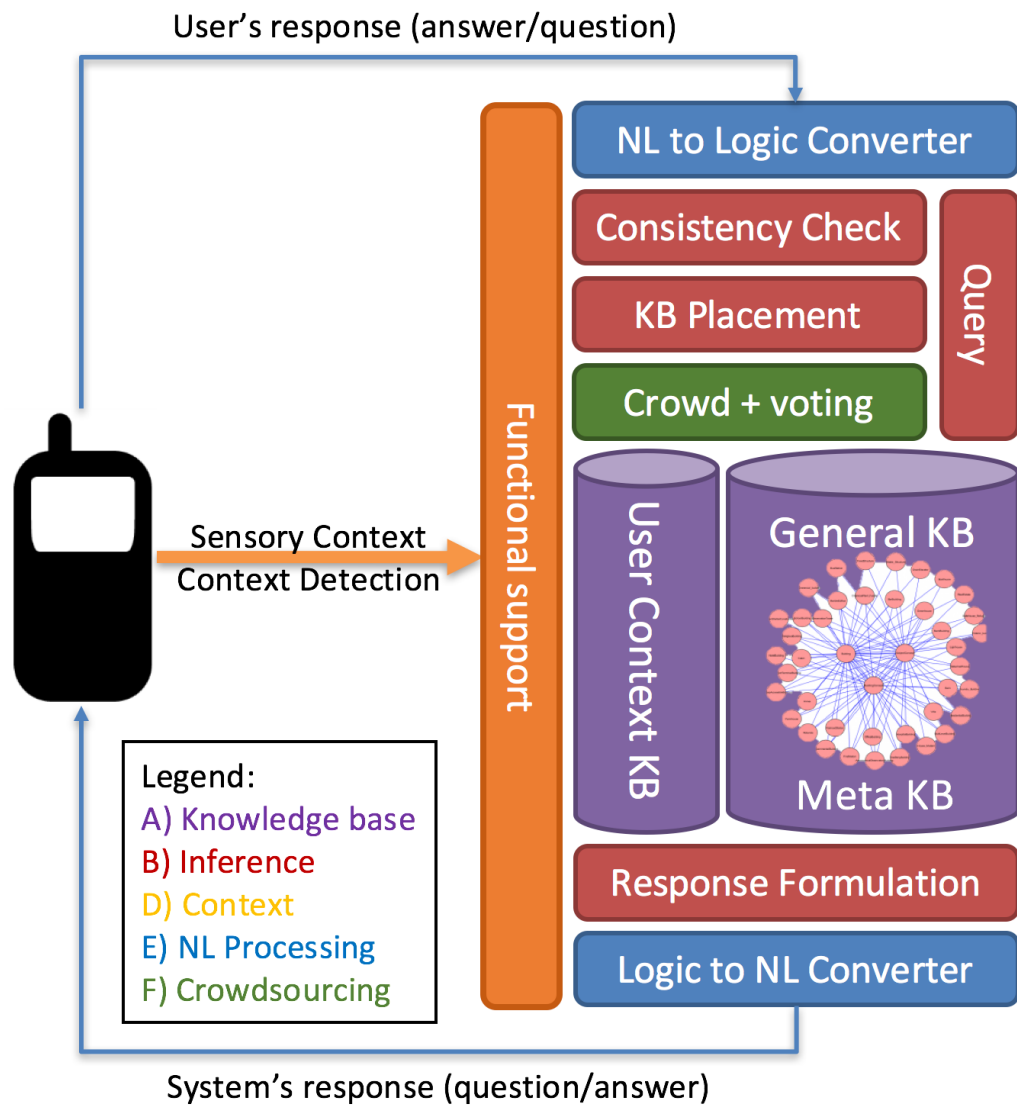 User’s response (answer/question)
NL to Logic Converter
Consistency Check
KB Placement
Query
Crowd + voting
Functional support
Sensory Context
Context Detection
User Context KB
General KB
Meta KB
Legend:
A) Knowledge base
B) Inference
D) Context
E) NL Processing
F) Crowdsourcing
Response Formulation
Logic to NL Converter
System’s response (question/answer)